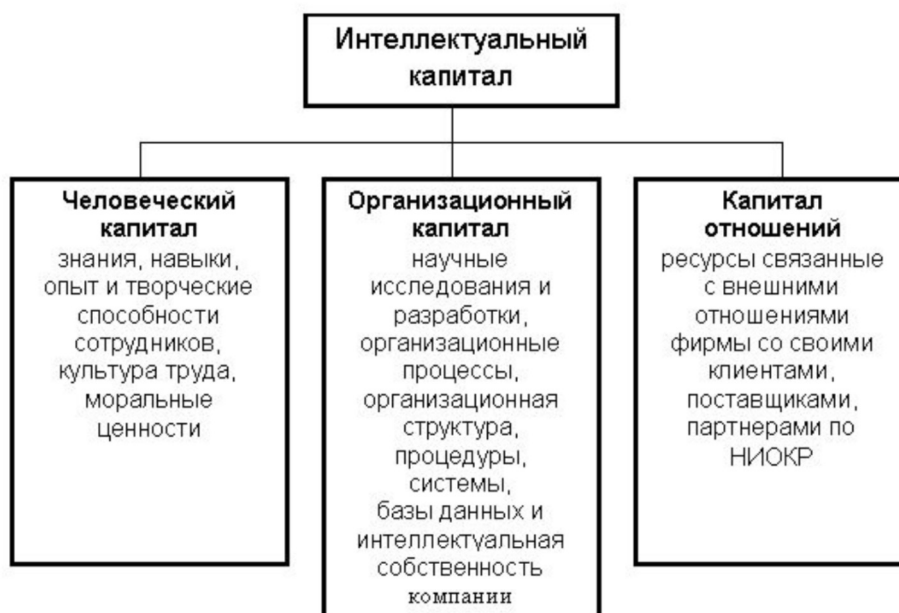 Интеллектуальный
капитал
Человеческий
капитал
знания, навыки,
опыт и творческие
способности
сотрудников,
культура труда,
моральные
ценности
Организационный
капитал
научные
исследования и
разработки,
организационные
процессы,
организационная
структура,
процедуры,
системы,
базы данных и
интеллектуальная
собственность
компании
Капитал
отношений
ресурсы связанные
с внешними
отношениями
фирмы со своими
клиентами,
поставщиками,
партнерами по
НИОКР